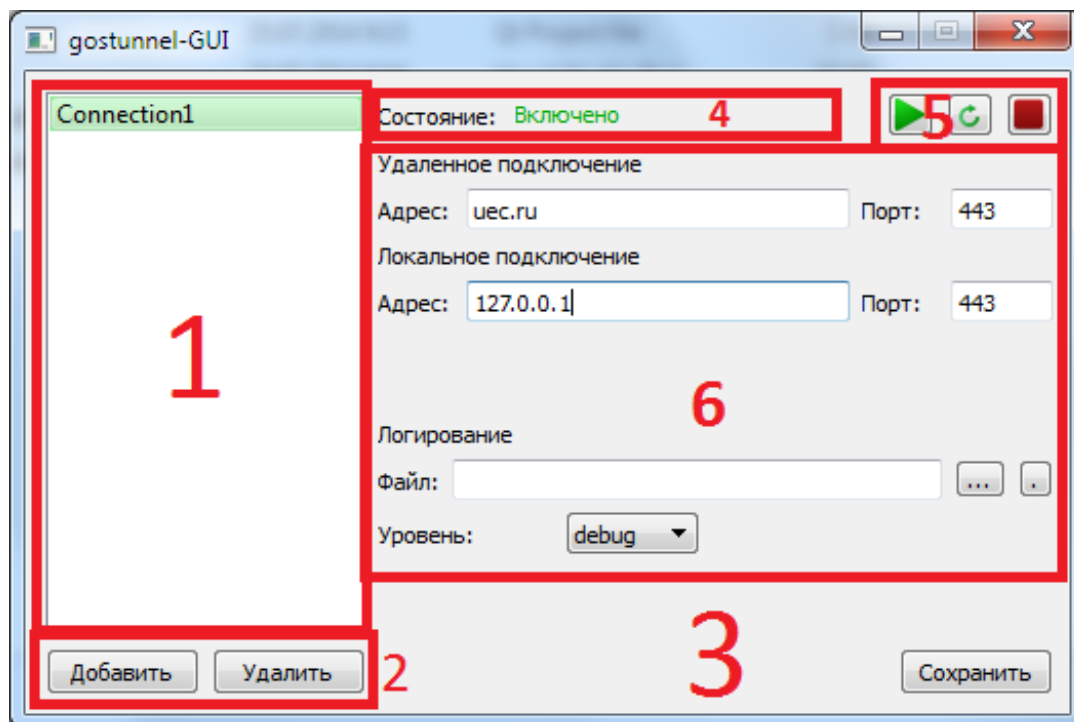 gostunnel-GUI
Connection1
Состояние: Включено 4
5
Удаленное подключение
Адрес: uec.ru Порт: 443
Локальное подключение
Адрес: 127.0.0.1 Порт: 443
1
6
Логирование
Файл: ... .
Уровень: debug
Добавить Удалить 2 3 Сохранить